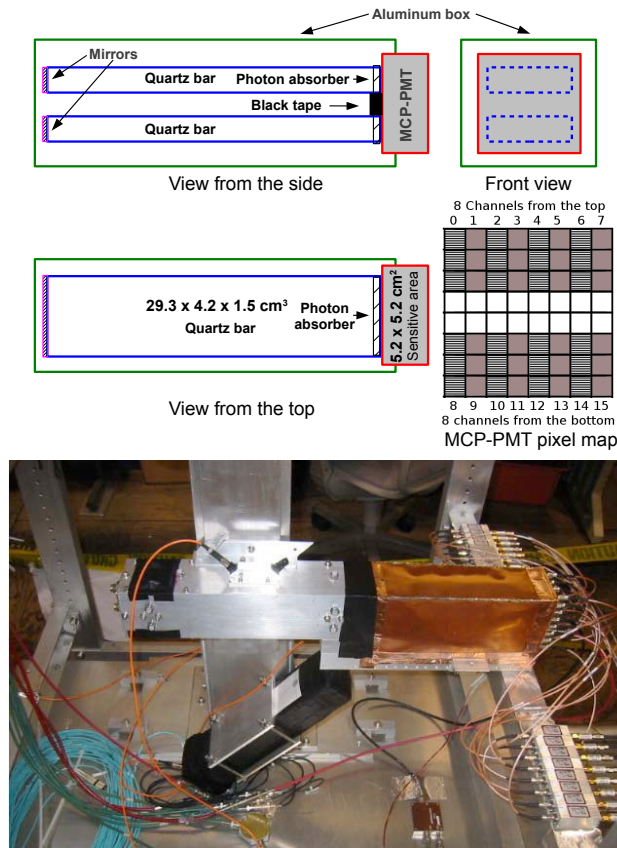 Aluminum box
Mirrors
Quartz bar
Photon absorber
Black tape
Quartz bar
MCP-PMT
View from the side
Front view
8 Channels from the top
0 1 2 3 4 5 6 7
29.3 x 4.2 x 1.5 cm³
Quartz bar
Photon
absorber
5.2 x 5.2 cm²
Sensitive area
View from the top
8 9 10 11 12 13 14 15
8 channels from the bottom
MCP-PMT pixel map